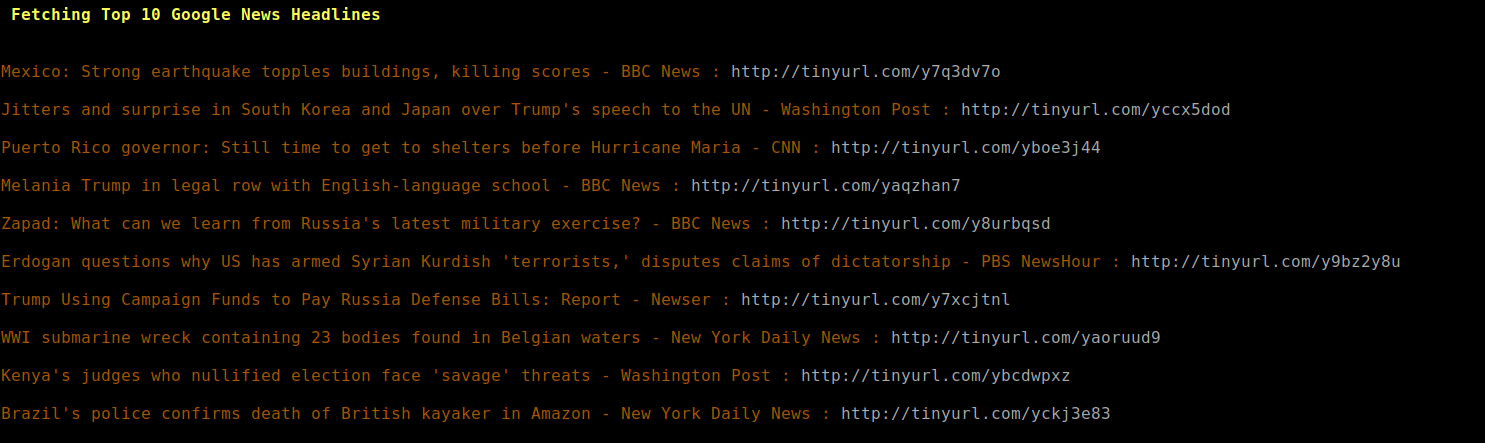 Fetching Top 10 Google News Headlines
Mexico: Strong earthquake topples buildings, killing scores - BBC News : http://tinyurl.com/y7q3dv7o
Jitters and surprise in South Korea and Japan over Trump's speech to the UN - Washington Post : http://tinyurl.com/yccx5dod
Puerto Rico governor: Still time to get to shelters before Hurricane Maria - CNN : http://tinyurl.com/yboe3j44
Melania Trump in legal row with English-language school - BBC News : http://tinyurl.com/yaqzhan7
Zapad: What can we learn from Russia's latest military exercise? - BBC News : http://tinyurl.com/y8urbqsd
Erdogan questions why US has armed Syrian Kurdish 'terrorists,' disputes claims of dictatorship - PBS NewsHour : http://tinyurl.com/y9bz2y8u
Trump Using Campaign Funds to Pay Russia Defense Bills: Report - Newser : http://tinyurl.com/y7xcjtnl
WWI submarine wreck containing 23 bodies found in Belgian waters - New York Daily News : http://tinyurl.com/yaoruud9
Kenya's judges who nullified election face 'savage' threats - Washington Post : http://tinyurl.com/ybcdwpxz
Brazil's police confirms death of British kayaker in Amazon - New York Daily News : http://tinyurl.com/yckj3e83